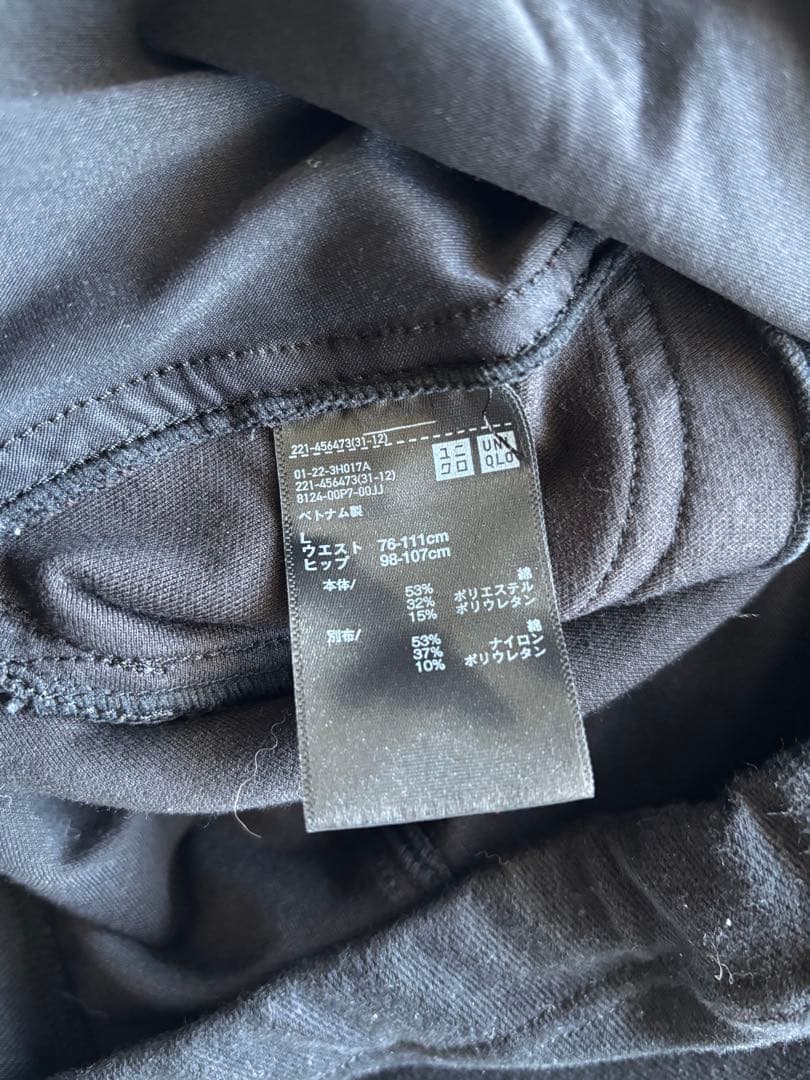 221-456473(31-12)
ユニクロ
UNIQLO
01-22-3H017A
221-456473(31-12)
8124-00P7-00JJ
ベトナム製
L
ウエスト 76-111cm
ヒップ 98-107cm
本体/ 53% 綿
32% ポリエステル
15% ポリウレタン
別布/ 53% 綿
37% ナイロン
10% ポリウレタン